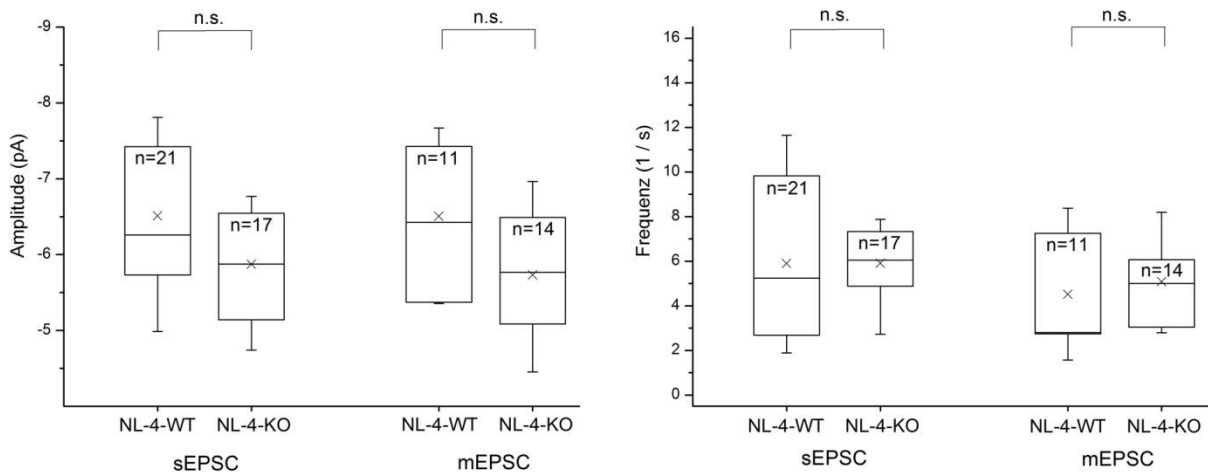 n.s.
n.s.
-9
-8
-7
-6
-5
Amplitude (pA)
n=21
n=17
n=11
n=14
NL-4-WT NL-4-KO
NL-4-WT NL-4-KO
sEPSC
mEPSC
n.s.
n.s.
16
14
12
10
8
6
4
2
0
Frequenz (1 / s)
n=21
n=17
n=11
n=14
NL-4-WT NL-4-KO
NL-4-WT NL-4-KO
sEPSC
mEPSC